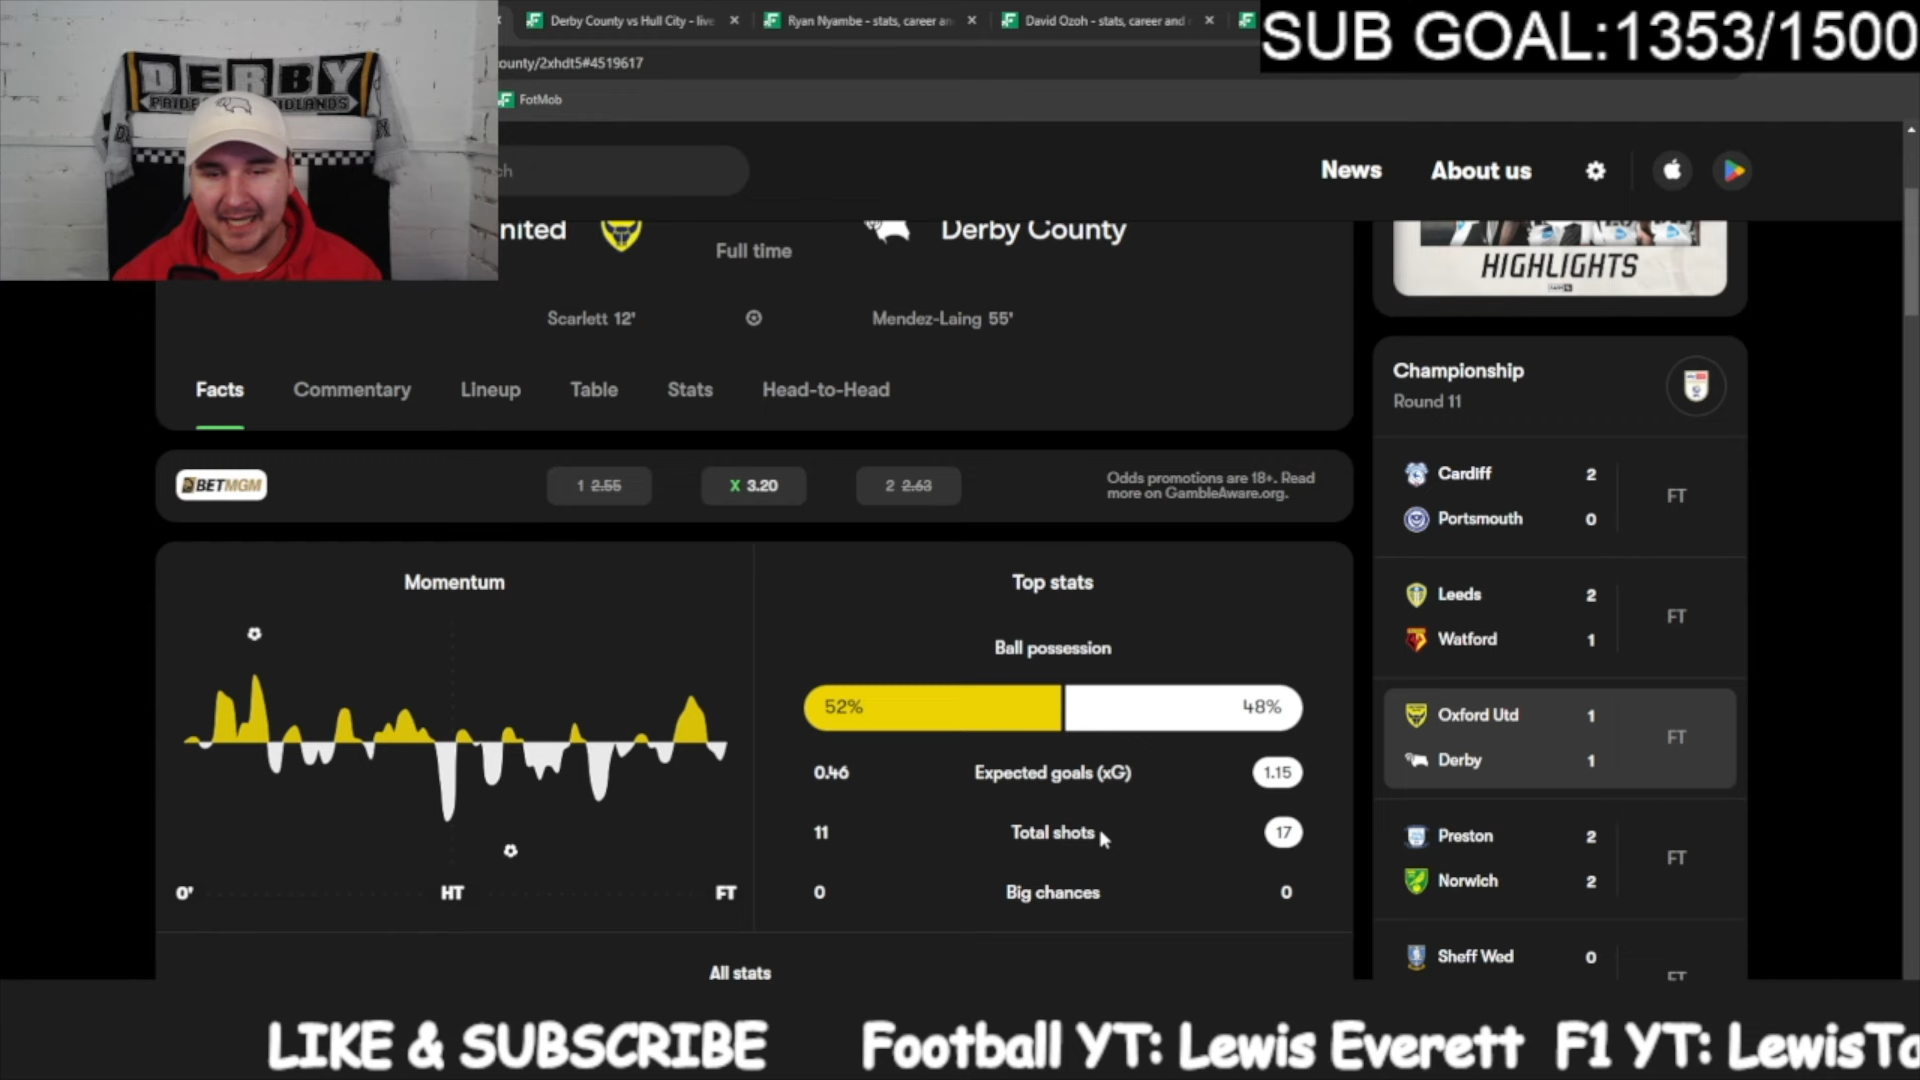 DERBY
PRIDE
MIDLANDS
Derby County vs Hull City - live
Ryan Nyambe - stats, career an
David Ozoh - stats, career and
SUB GOAL:1353/1500
ounty/2xhdt5#4519617
FotMob
ch
News
About us
nited
Full time
Derby County
HIGHLIGHTS
Scarlett 12'
Mendez-Laing 55'
Facts
Commentary
Lineup
Table
Stats
Head-to-Head
Championship
Round 11
BETMGM
1 2.55
X 3.20
2 2.63
Odds promotions are 18+. Read
more on GambleAware.org.
Cardiff 2
Portsmouth 0
FT
Leeds 2
Watford 1
FT
Oxford Utd 1
Derby 1
FT
Preston 2
Norwich 2
FT
Sheff Wed 0
FT
Momentum
0'
HT
FT
Top stats
Ball possession
52%
48%
0.46 Expected goals (xG) 1.15
11 Total shots 17
0 Big chances 0
All stats
LIKE & SUBSCRIBE Football YT: Lewis Everett F1 YT: LewisTa